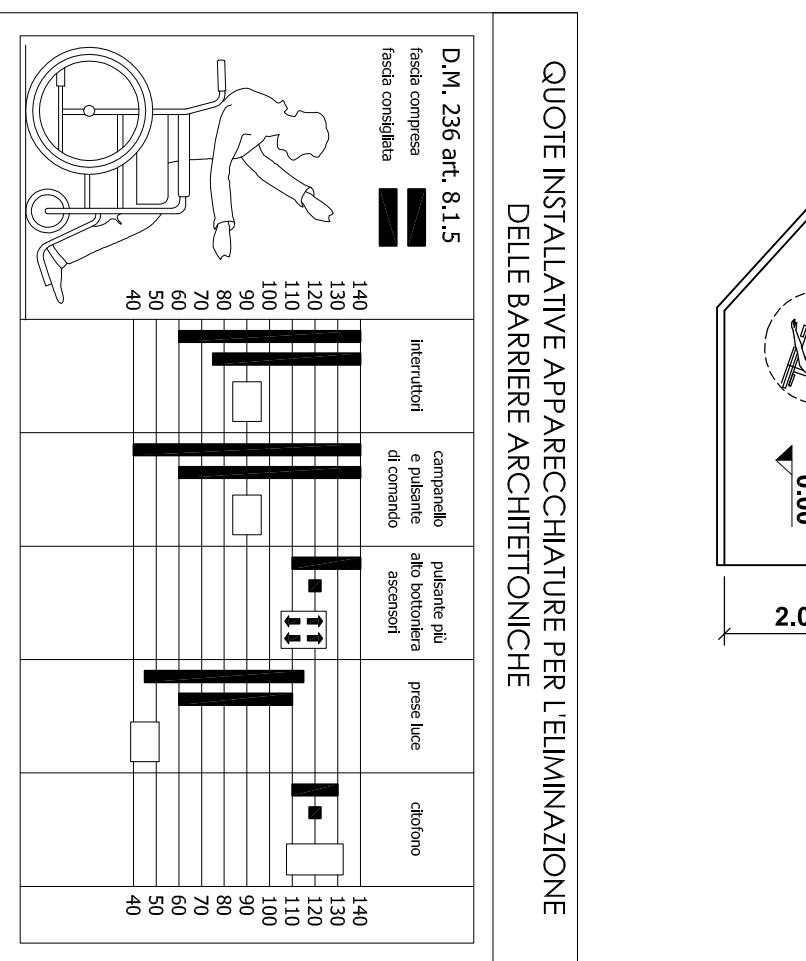 QUOTE INSTALLATIVE APPARECCHIATURE PER L'ELIMINAZIONE
DELLE BARRIERE ARCHITETTONICHE
D.M. 236 art. 8.1.5
fascia compresa
fascia consigliata
140
130
120
110
100
90
80
70
60
50
40
interruttori
campanello
e pulsante
di comando
pulsante più
alto bottoniera
ascensori
prese luce
citofono
140
130
120
110
100
90
80
70
60
50
40